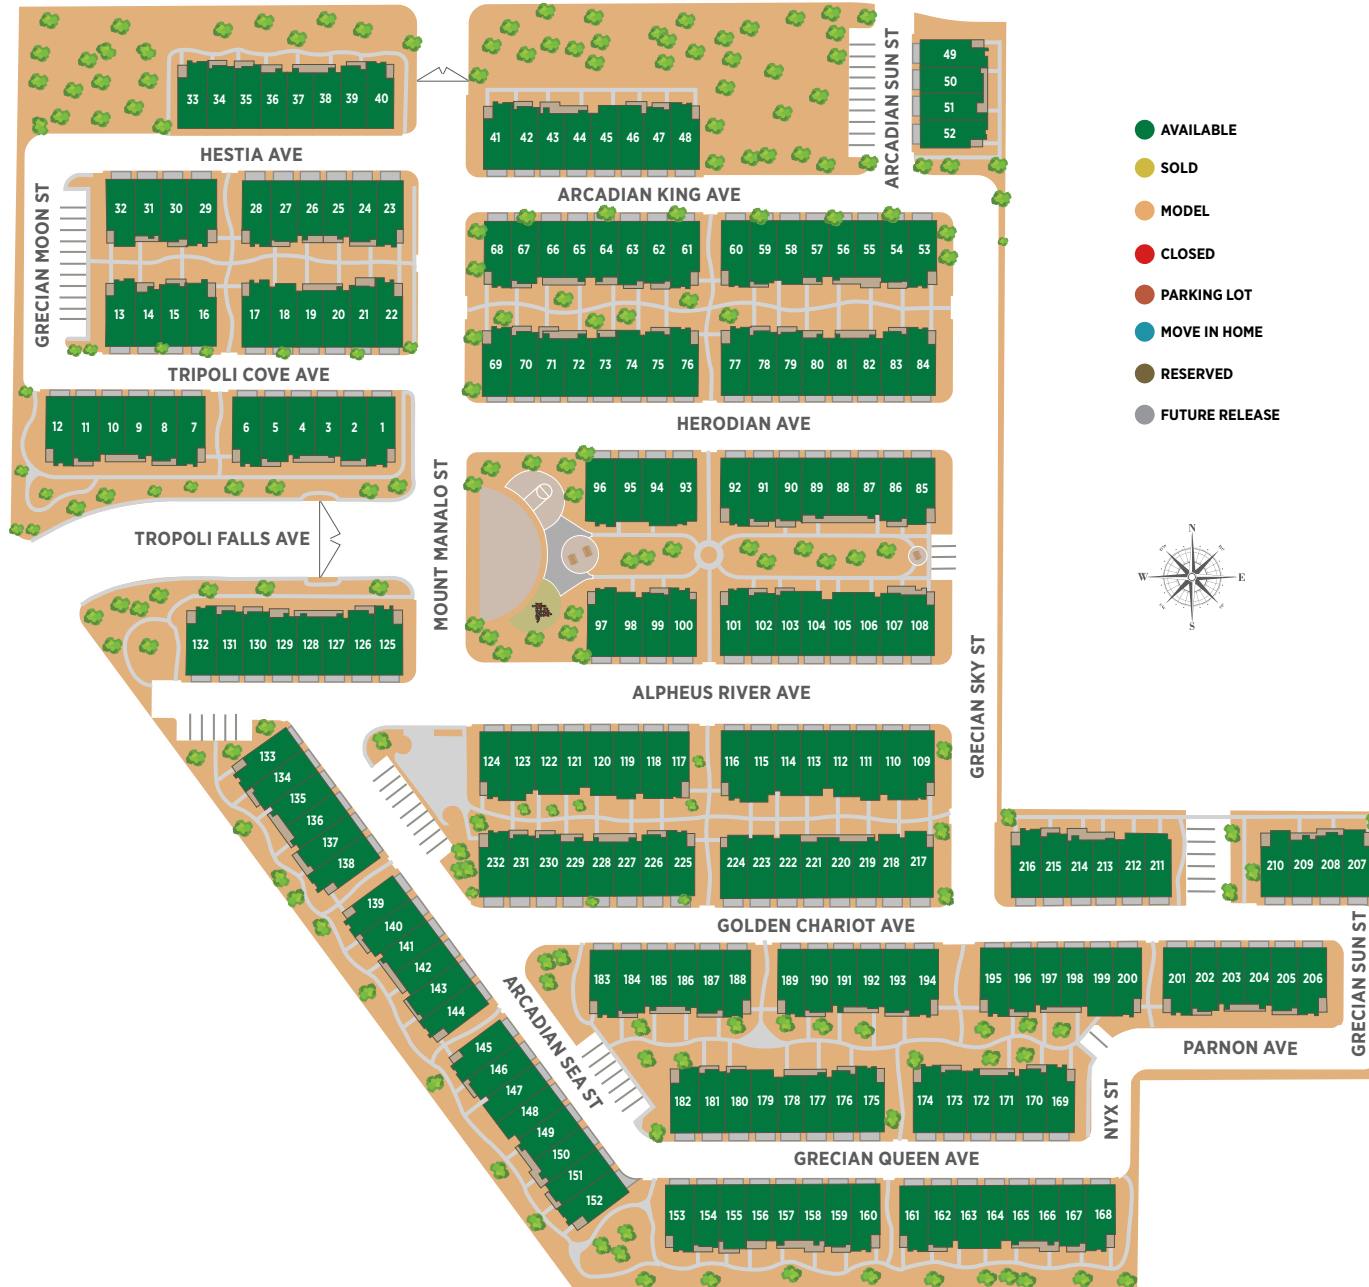 33 34 35 36 37 38 39 40
HESTIA AVE
41 42 43 44 45 46 47 48
ARCADIAN KING AVE
ARCADIAN SUN ST
49
50
51
52
AVAILABLE
SOLD
MODEL
CLOSED
PARKING LOT
MOVE IN HOME
RESERVED
FUTURE RELEASE
GRECIAN MOON ST
32 31 30 29 28 27 26 25 24 23
13 14 15 16 17 18 19 20 21 22
TRIPOLI COVE AVE
68 67 66 65 64 63 62 61 60 59 58 57 56 55 54 53
69 70 71 72 73 74 75 76 77 78 79 80 81 82 83 84
HERODIAN AVE
12 11 10 9 8 7 6 5 4 3 2 1
TROPOLI FALLS AVE
MOUNT MANALO ST
96 95 94 93 92 91 90 89 88 87 86 85
97 98 99 100 101 102 103 104 105 106 107 108
N
W E
S
132 131 130 129 128 127 126 125
ALPHEUS RIVER AVE
GRECIAN SKY ST
124 123 122 121 120 119 118 117 116 115 114 113 112 111 110 109
232 231 230 229 228 227 226 225 224 223 222 221 220 219 218 217
216 215 214 213 212 211 210 209 208 207
133
134
135
136
137
138
139
140
141
142
143
144
145
146
147
148
149
150
151
152
GOLDEN CHARIOT AVE
GRECIAN SUN ST
ARCADIAN SEA ST
183 184 185 186 187 188 189 190 191 192 193 194 195 196 197 198 199 200 201 202 203 204 205 206
PARNON AVE
182 181 180 179 178 177 176 175 174 173 172 171 170 169
NYX ST
GRECIAN QUEEN AVE
153 154 155 156 157 158 159 160 161 162 163 164 165 166 167 168